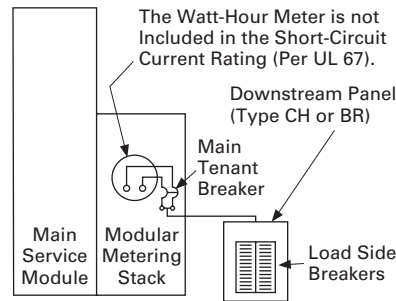 The Watt-Hour Meter is not
Included in the Short-Circuit
Current Rating (Per UL 67).
Downstream Panel
(Type CH or BR)
Main
Tenant
Breaker
Main
Service
Module
Modular
Metering
Stack
Load Side
Breakers